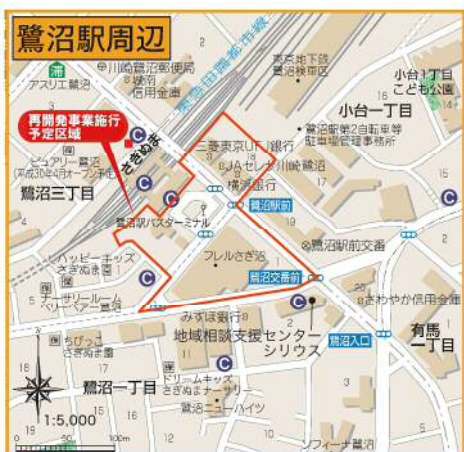 鷺沼駅周辺
川崎鷺沼郵便局
城南
信用金庫
アスリエ鷺沼
東急田園都市線
東京地下鉄
鷺沼検車区
小台1丁目
こども公園
小台一丁目
再開発事業施行
予定区域
さぎぬま
三菱東京UFJ銀行
JAセレサ川崎鷺沼
横浜銀行
鷺沼駅第2自転車等
駐車場管理事務所
ピュアリー鷺沼
(平成30年4月オープン予定)
鷺沼三丁目
鷺沼駅前
鷺沼駅バスターミナル
鷺沼駅前交番
フレルさぎ沼
ハッピーキッズ
さぎぬま園
鷺沼交番前
ナーサリールーム
ベリーベアー鷺沼
さわやか信用金庫
みずほ銀行
地域相談支援センター
シリウス
鷺沼入口
有馬
一丁目
ちびっこ
さぎぬま園
鷺沼一丁目
ドリームキッズ
さぎぬまナーサリー
鷺沼ニューハイツ
1:5,000
0 50 100m
ソフィーナ鷺沼